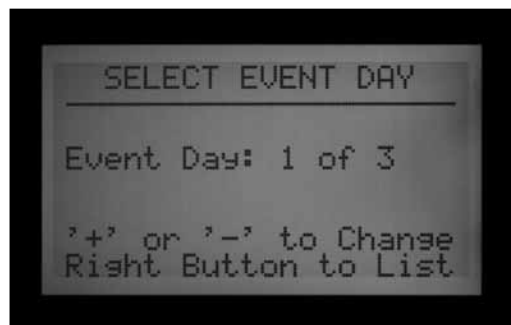 SELECT EVENT DAY
Event Day: 1 of 3
'+' or '-' to Change
Right Button to List